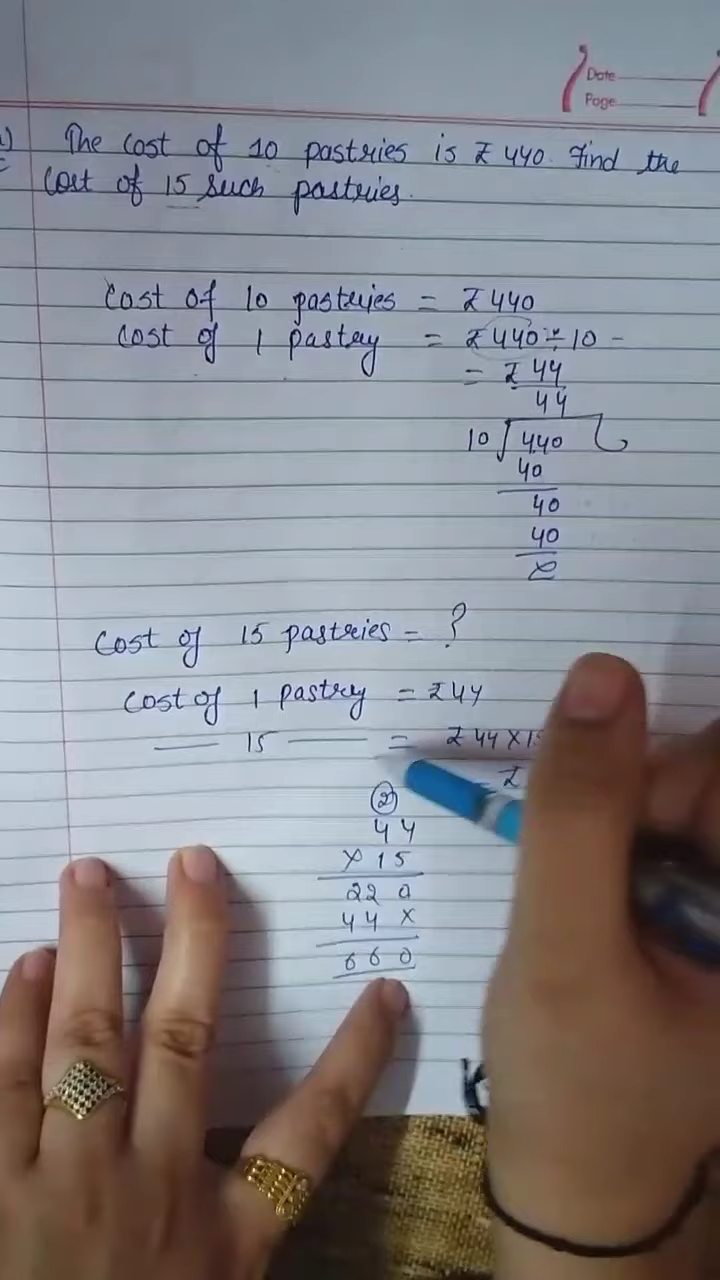 Date
Page
The cost of 10 pastries is ₹ 440. Find the
cost of 15 such pastries.
Cost of 10 pastries = ₹ 440
Cost of 1 pastry = ₹ 440 ÷ 10 -
= ₹ 44
44
10 440
40
40
40
Cost of 15 pastries = ?
Cost of 1 pastry = ₹ 44
15 = ₹ 44 X
= ₹
2
44
X 15
22 0
44 X
660